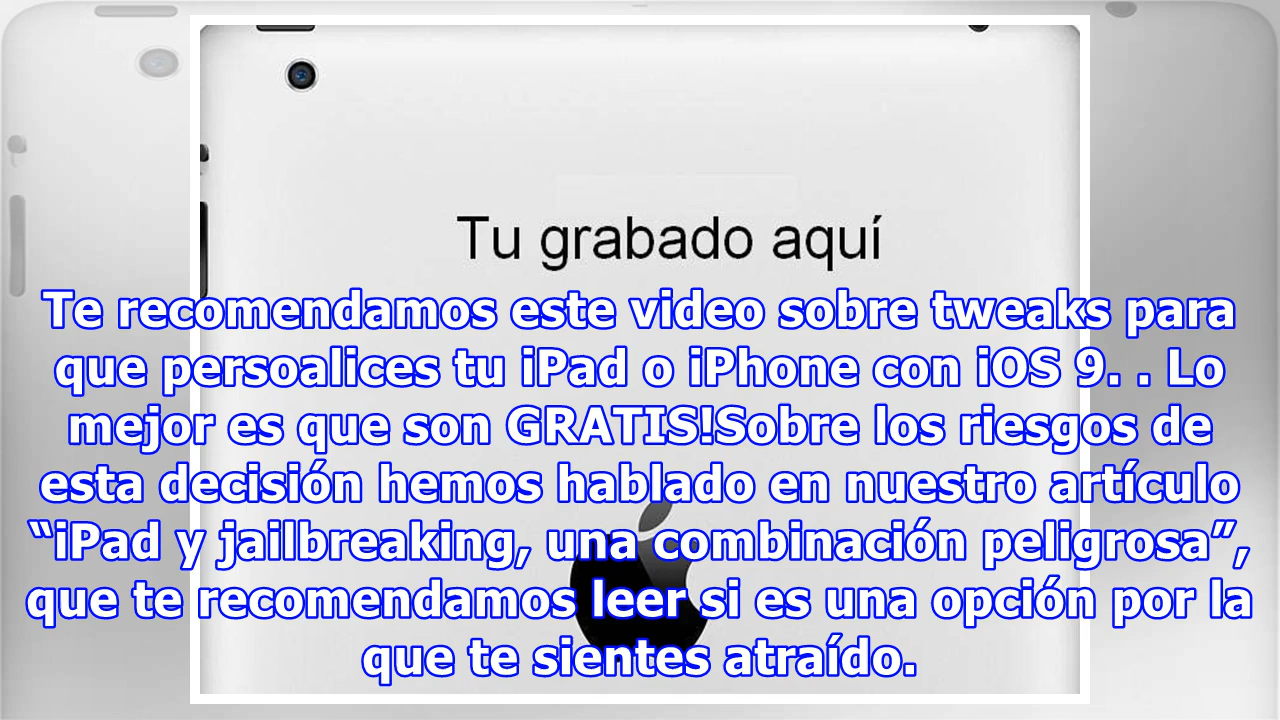 Tu grabado aquí
Te recomendamos este video sobre tweaks para
que persoalices tu iPad o iPhone con iOS 9. . Lo
mejor es que son GRATIS!Sobre los riesgos de
esta decisión hemos hablado en nuestro artículo
“iPad y jailbreaking, una combinación peligrosa”,
que te recomendamos leer si es una opción por la
que te sientes atraído.